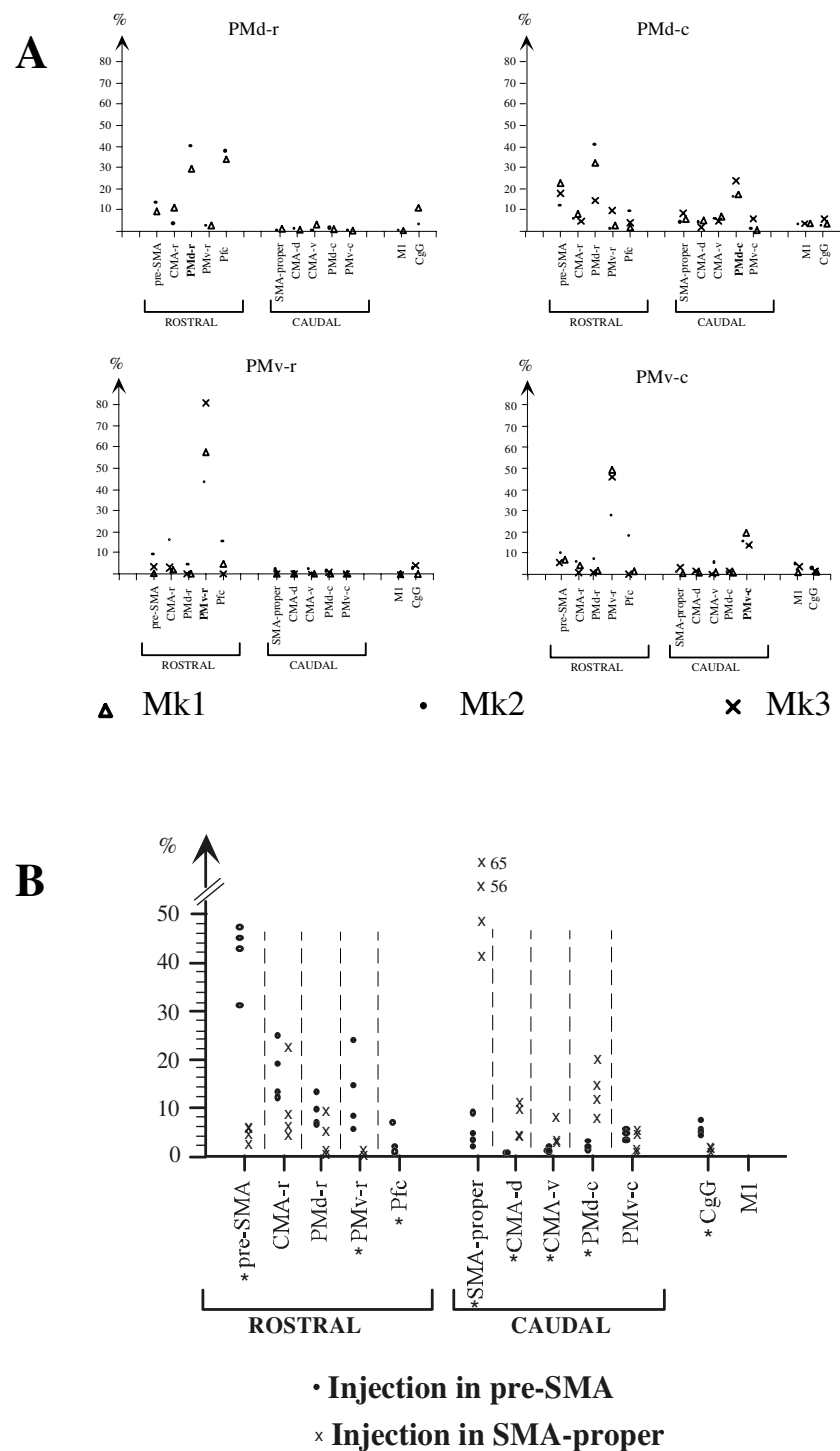 A
PMd-r
%
80
70
60
50
40
30
20
10
pre-SMA
CMA-r
PMd-r
PMv-r
Pfc
SMA-proper
CMA-d
CMA-v
PMd-c
PMv-c
M1
CgG
ROSTRAL
CAUDAL
PMd-c
%
80
70
60
50
40
30
20
10
pre-SMA
CMA-r
PMd-r
PMv-r
Pfc
SMA-proper
CMA-d
CMA-v
PMd-c
PMv-c
M1
CgG
ROSTRAL
CAUDAL
PMv-r
%
80
70
60
50
40
30
20
10
pre-SMA
CMA-r
PMd-r
PMv-r
Pfc
SMA-proper
CMA-d
CMA-v
PMd-c
PMv-c
M1
CgG
ROSTRAL
CAUDAL
PMv-c
%
80
70
60
50
40
30
20
10
pre-SMA
CMA-r
PMd-r
PMv-r
Pfc
SMA-proper
CMA-d
CMA-v
PMd-c
PMv-c
M1
CgG
ROSTRAL
CAUDAL
Mk1
Mk2
Mk3
B
%
50
40
30
20
10
0
x 65
x 56
* pre-SMA
CMA-r
PMd-r
* PMv-r
* Pfc
*SMA-proper
*CMA-d
*CMA-v
* PMd-c
PMv-c
* CgG
M1
ROSTRAL
CAUDAL
• Injection in pre-SMA
x Injection in SMA-proper